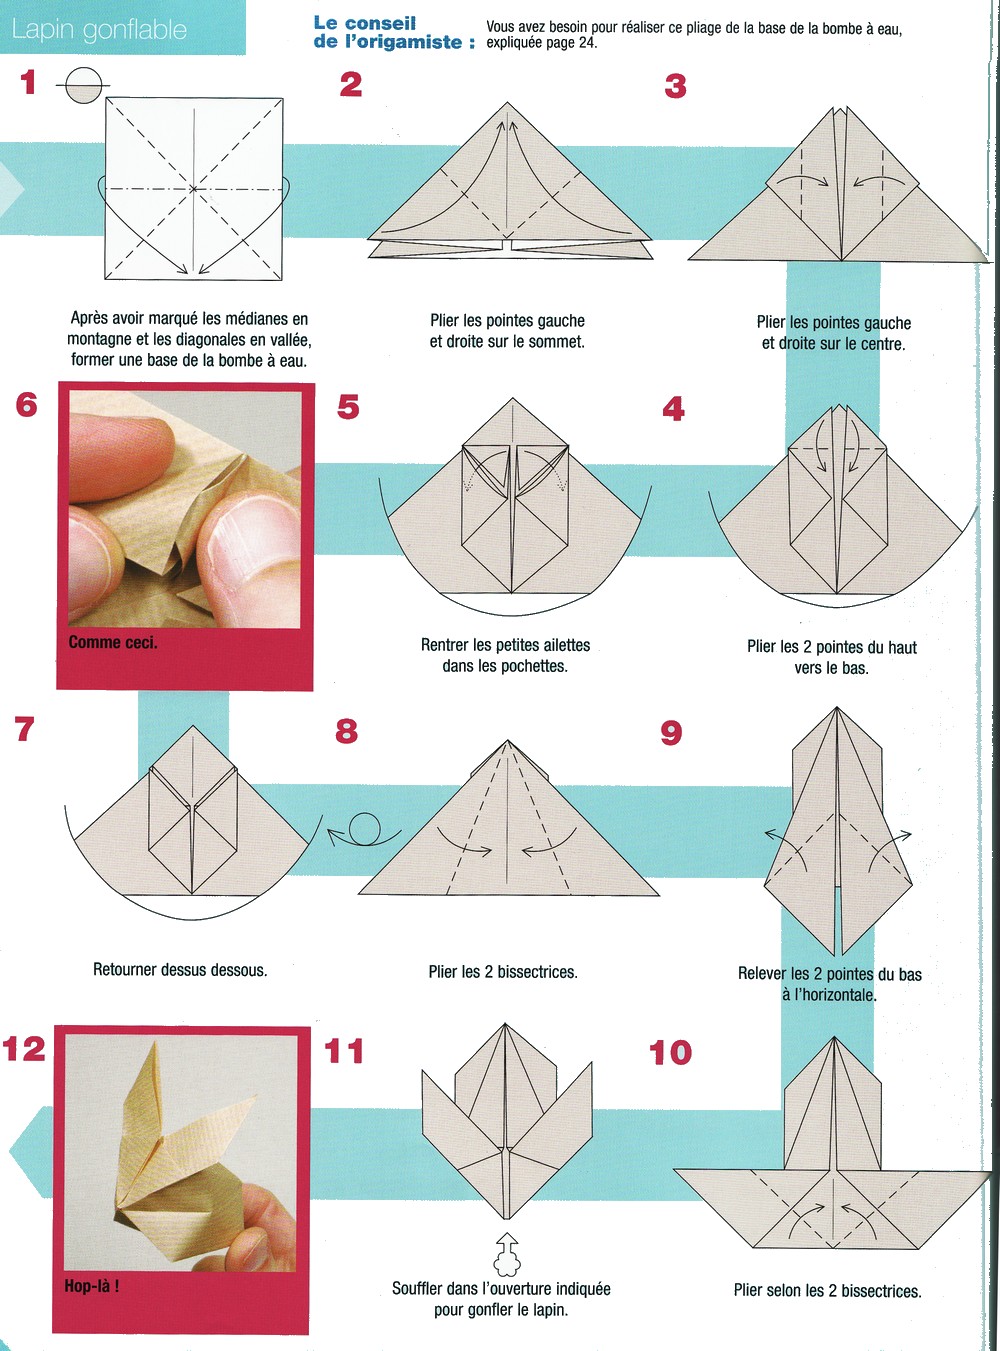 Lapin gonflable
Le conseil
de l'origamiste :
Vous avez besoin pour réaliser ce pliage de la base de la bombe à eau,
expliquée page 24.
1
Après avoir marqué les médianes en
montagne et les diagonales en vallée,
former une base de la bombe à eau.
2
Plier les pointes gauche
et droite sur le sommet.
3
Plier les pointes gauche
et droite sur le centre.
4
Plier les 2 pointes du haut
vers le bas.
5
Rentrer les petites ailettes
dans les pochettes.
6
Comme ceci.
7
Retourner dessus dessous.
8
Plier les 2 bissectrices.
9
Relever les 2 pointes du bas
à l'horizontale.
10
Plier selon les 2 bissectrices.
11
Souffler dans l'ouverture indiquée
pour gonfler le lapin.
12
Hop-là !